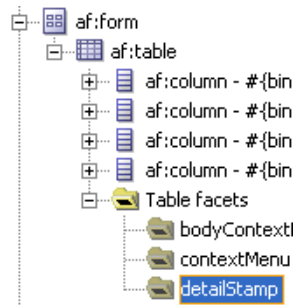 af:form
af:table
af:column - #{bin
af:column - #{bin
af:column - #{bin
af:column - #{bin
Table facets
bodyContext
contextMenu
detailStamp